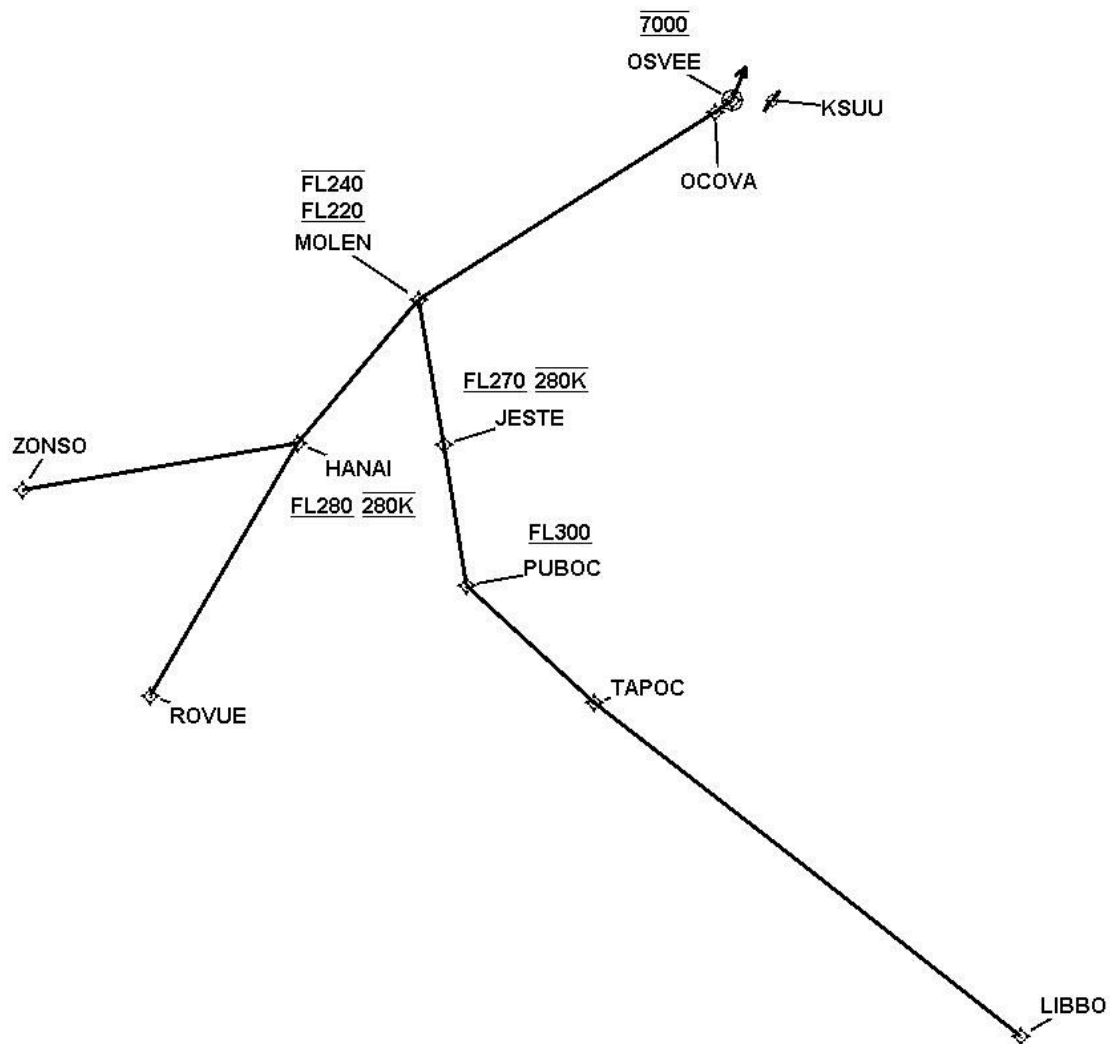 7000
OSVEE
KSUU
OCOVA
FL240
FL220
MOLEN
FL270 280K
JESTE
ZONSO
HANAI
FL280 280K
FL300
PUBOC
TAPOC
ROVUE
LIBBO